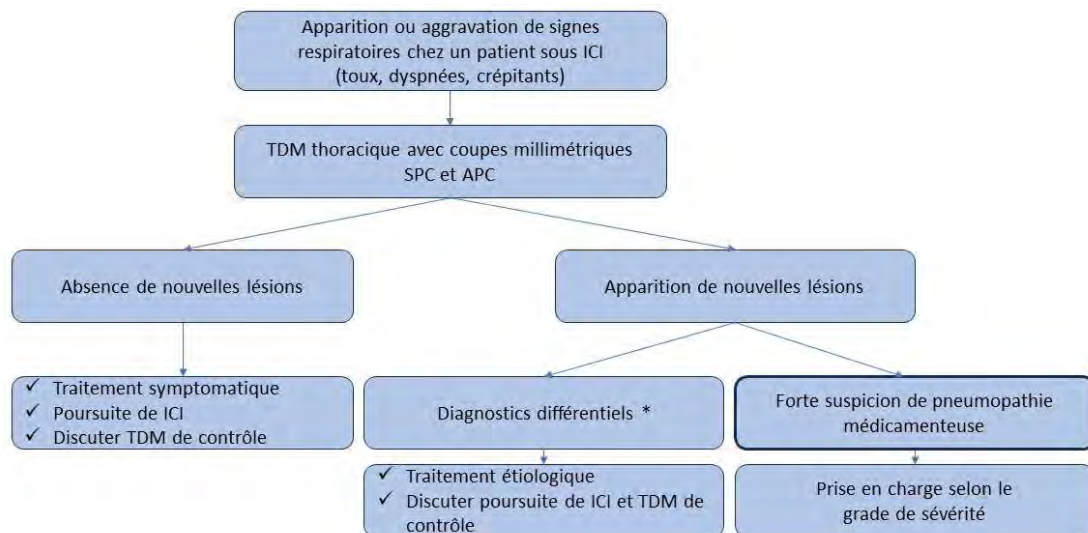 Apparition ou aggravation de signes
respiratoires chez un patient sous ICI
(toux, dyspnées, crépitants)
TDM thoracique avec coupes millimétriques
SPC et APC
Absence de nouvelles lésions
Apparition de nouvelles lésions
✓ Traitement symptomatique
✓ Poursuite de ICI
✓ Discuter TDM de contrôle
Diagnostics différentiels *
Forte suspicion de pneumopathie
médicamenteuse
✓ Traitement étiologique
✓ Discuter poursuite de ICI et TDM de
contrôle
Prise en charge selon le
grade de sévérité